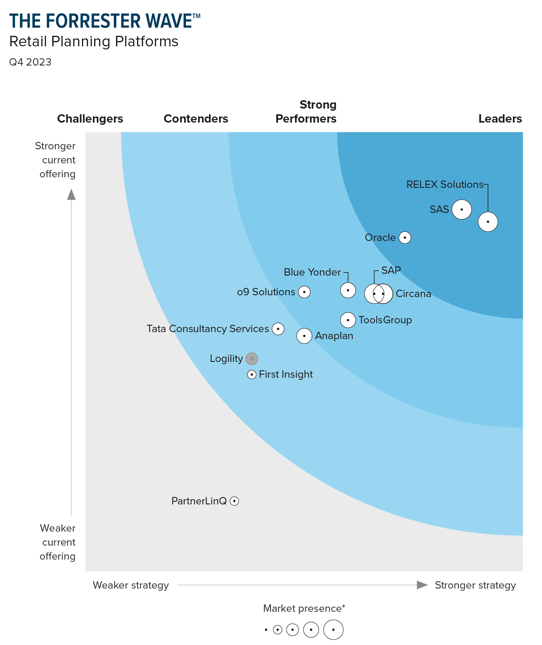 THE FORRESTER WAVE™
Retail Planning Platforms
Q4 2023
Challengers
Contenders
Strong
Performers
Leaders
Stronger
current
offering
RELEX Solutions
SAS
Oracle
Blue Yonder
SAP
o9 Solutions
Circana
ToolsGroup
Tata Consultancy Services
Anaplan
Logility
First Insight
PartnerLinQ
Weaker
current
offering
Weaker strategy
Stronger strategy
Market presence*